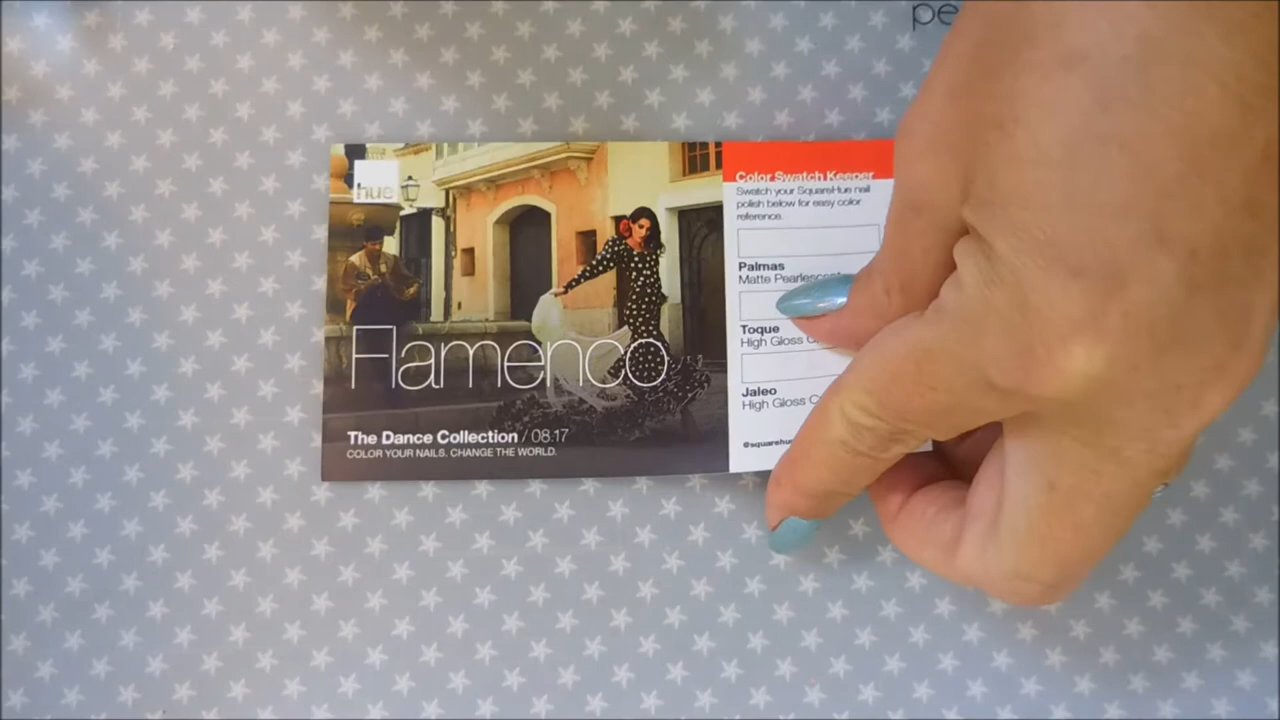 pe
hue
Flamenco
The Dance Collection / 08.17
COLOR YOUR NAILS. CHANGE THE WORLD.
Color Swatch Keeper
Swatch your SquareHue nail
polish below for easy color
reference.
Palmas
Matte Pearlescent
Toque
High Gloss C
Jaleo
High Gloss C
@squarehu